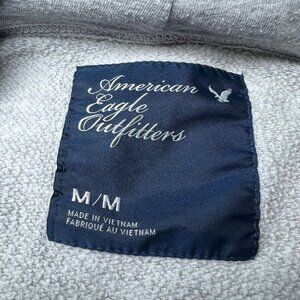 American
Eagle
Outfitters
M/M
MADE IN VIETNAM
FABRIQUÉ AU VIETNAM